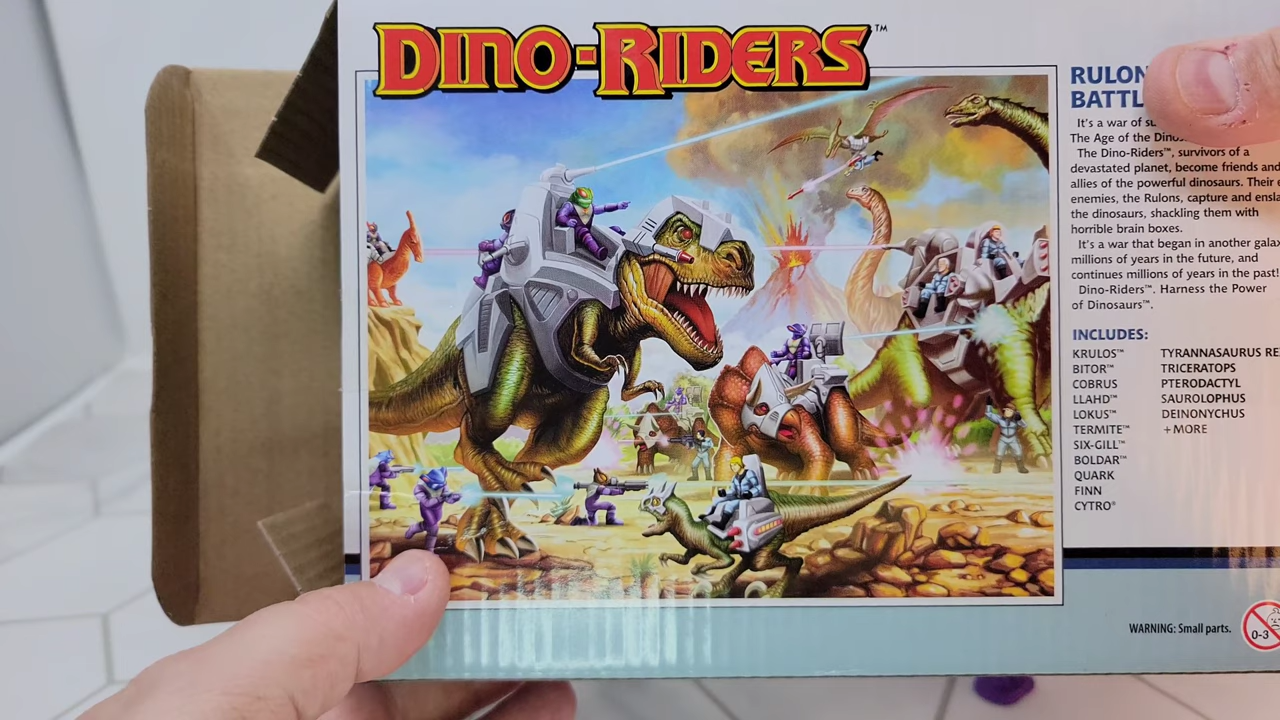 DINO-RIDERS™
RULON
BATTL
It's a war of
The Age of the
The Dino-Riders™, survivors of a
devastated planet, become friends and
allies of the powerful dinosaurs. Their
enemies, the Rulons, capture and
the dinosaurs, shackling them with
horrible brain boxes.
It's a war that began in another
millions of years in the future, and
continues millions of years in the past!
Dino-Riders™. Harness the Power
of Dinosaurs™.
INCLUDES:
KRULOS™
BITOR™
COBRUS
LLAHD™
LOKUS™
TERMITE™
SIX-GILL™
BOLDAR™
QUARK
FINN
CYTRO®
TYRANNASAURUS RE
TRICERATOPS
PTERODACTYL
SAUROLOPHUS
DEINONYCHUS
+MORE
WARNING: Small parts.
0-3